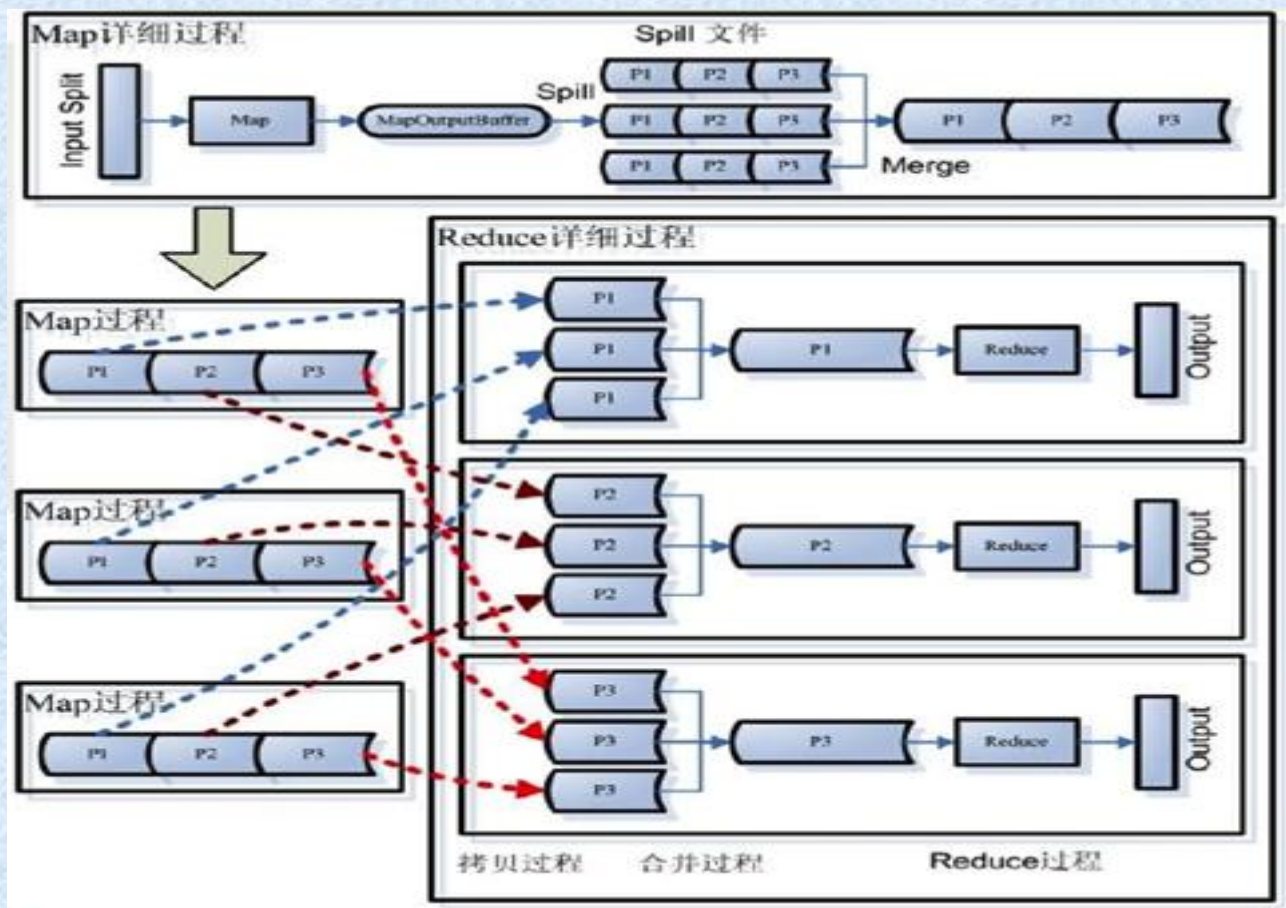 Map详细过程
Spill 文件
Input Split
Map
MapOutputBuffer
Spill
P1 P2 P3
P1 P2 P3
P1 P2 P3
Merge
P1 P2 P3
Map过程
P1 P2 P3
Map过程
P1 P2 P3
Map过程
P1 P2 P3
Reduce详细过程
P1
P1
P1
P1
Reduce
Output
P2
P2
P2
P2
Reduce
Output
P3
P3
P3
P3
Reduce
Output
拷贝过程 合并过程 Reduce过程